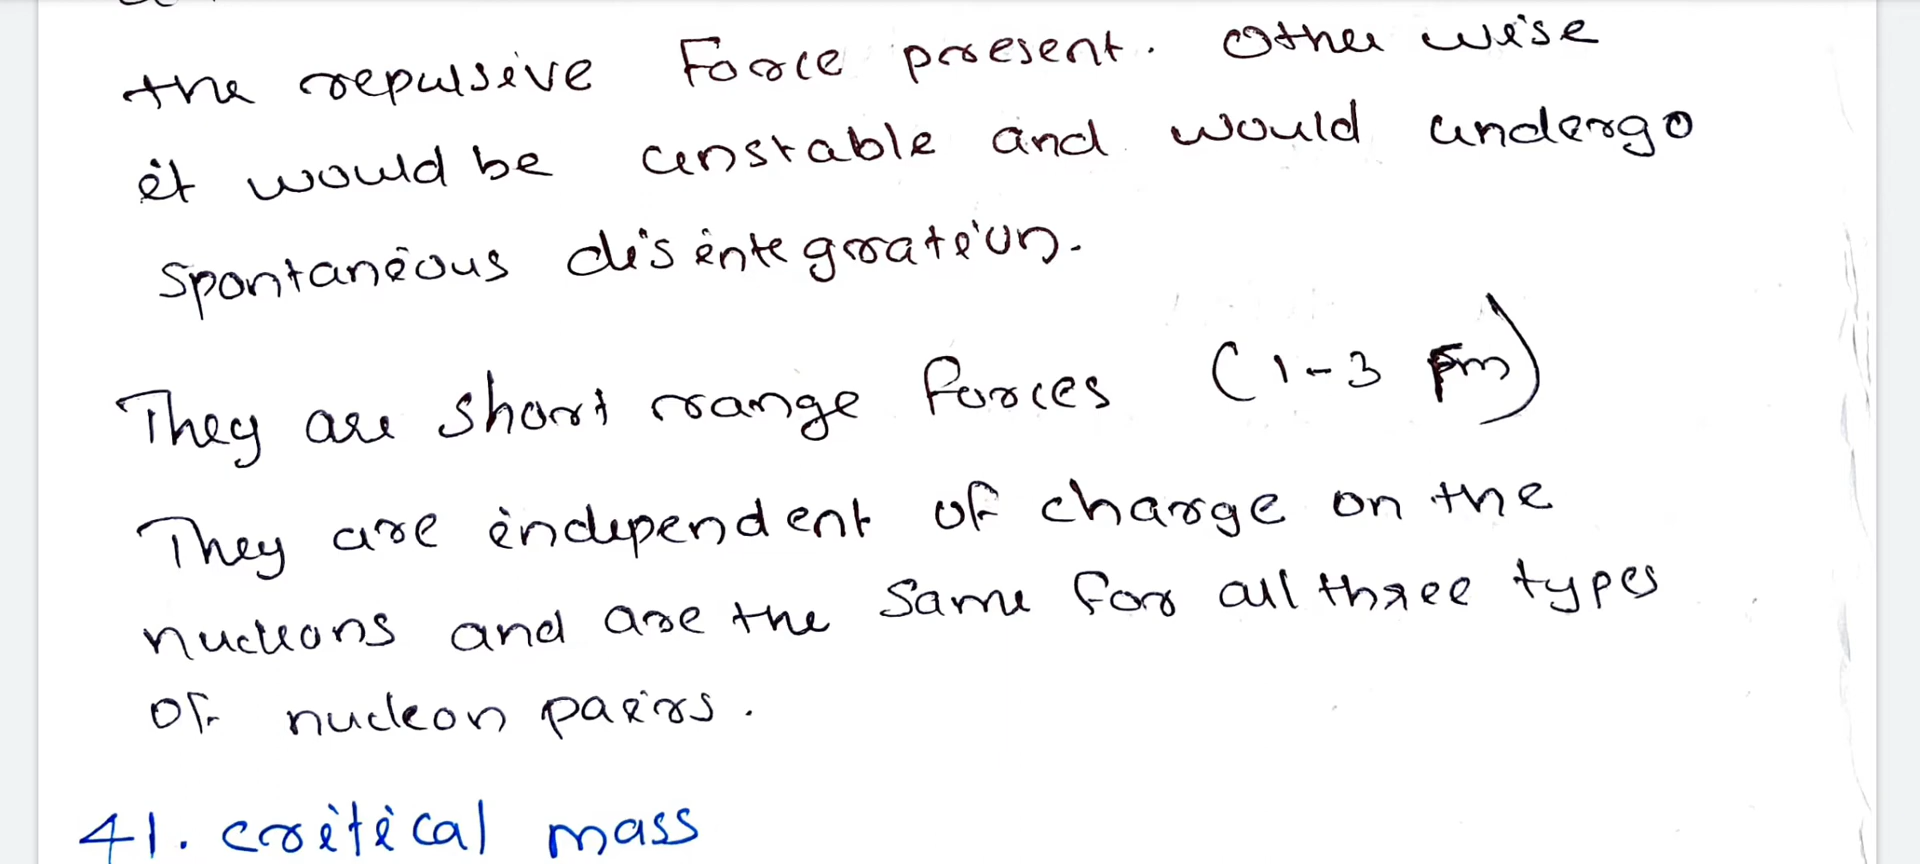 the repulsive Force present. Other wise
it would be unstable and would undergo
Spontaneous disintegration.
They are short range forces (1-3 Fm)
They are independent of charge on the
nucleons and are the same for all three types
of nucleon pairs.
41. critical mass